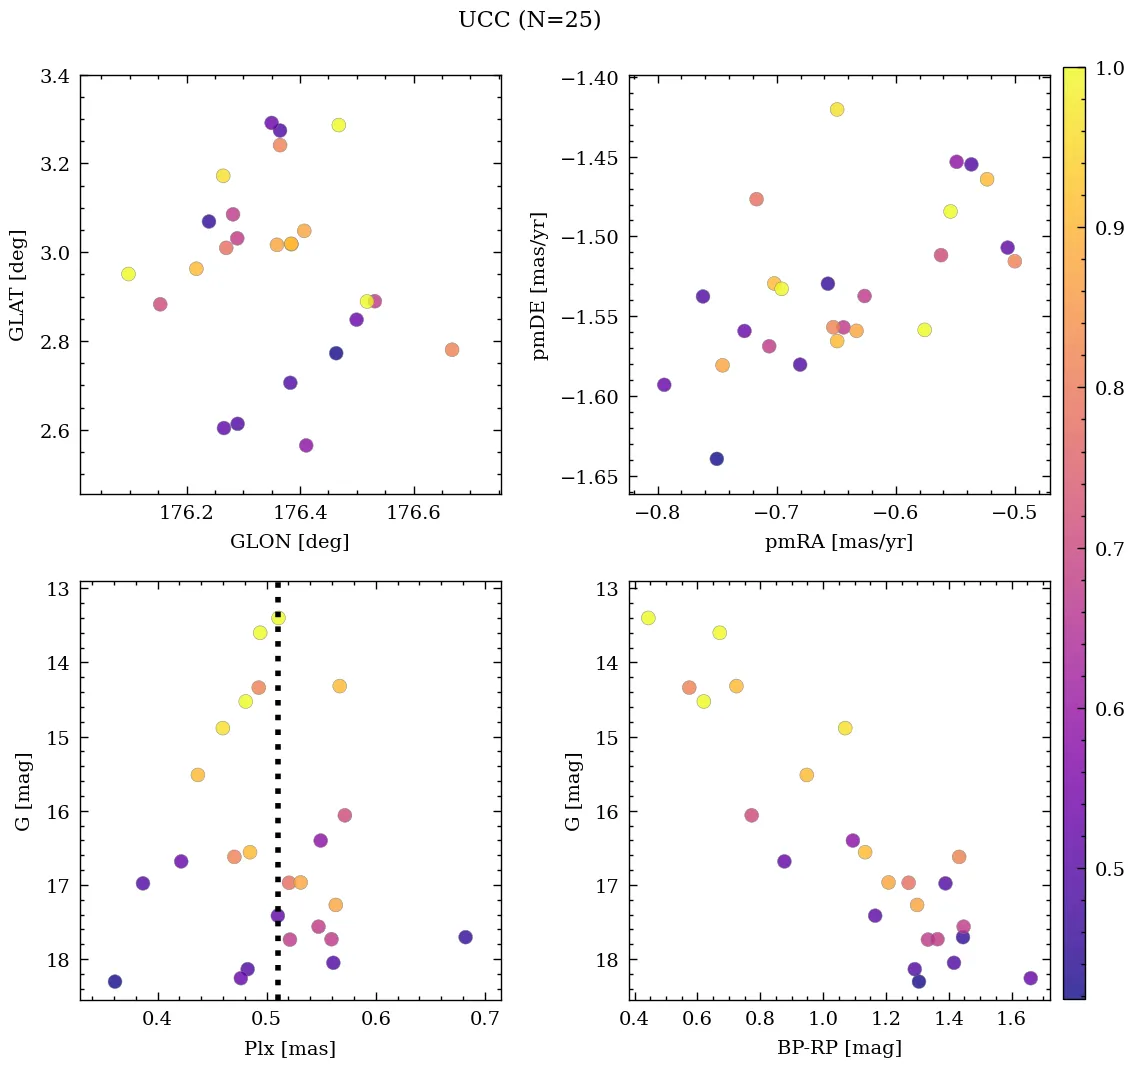 UCC (N=25)
3.4
3.2
3.0
2.8
2.6
GLAT [deg]
176.2 176.4 176.6
GLON [deg]
−1.40
−1.45
−1.50
−1.55
−1.60
−1.65
pmDE [mas/yr]
−0.8 −0.7 −0.6 −0.5
pmRA [mas/yr]
1.0
0.9
0.8
0.7
0.6
0.5
13
14
15
16
17
18
G [mag]
0.4 0.5 0.6 0.7
Plx [mas]
13
14
15
16
17
18
G [mag]
0.4 0.6 0.8 1.0 1.2 1.4 1.6
BP-RP [mag]